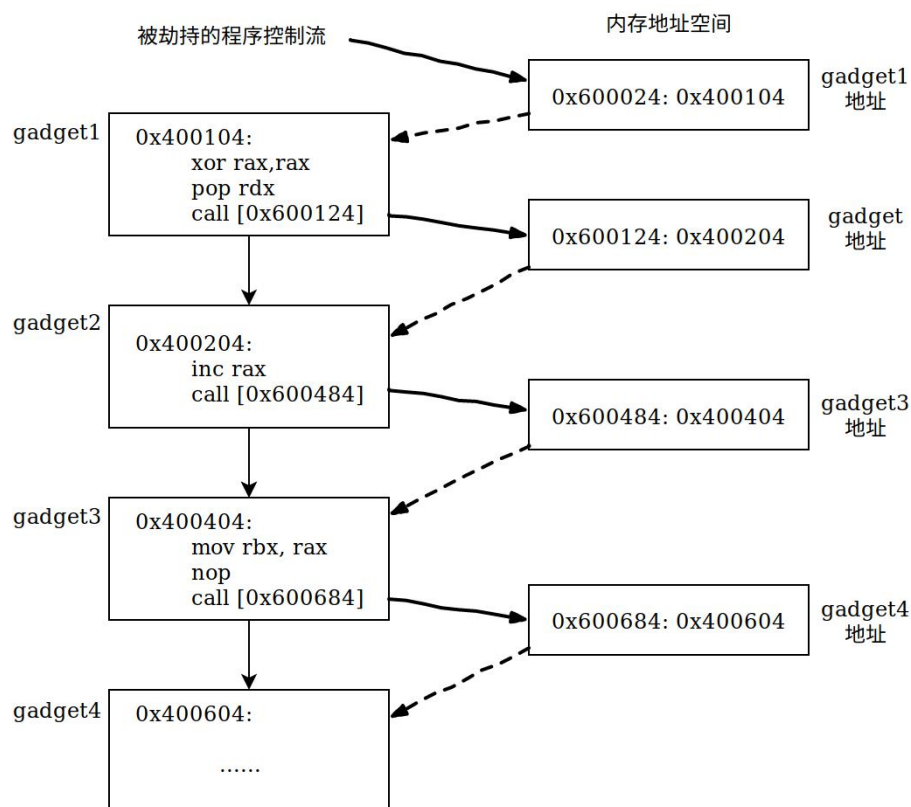 被劫持的程序控制流
内存地址空间
gadget1
地址
0x600024: 0x400104
gadget1
0x400104:
xor rax,rax
pop rdx
call [0x600124]
gadget
地址
0x600124: 0x400204
gadget2
0x400204:
inc rax
call [0x600484]
gadget3
地址
0x600484: 0x400404
gadget3
0x400404:
mov rbx, rax
nop
call [0x600684]
gadget4
地址
0x600684: 0x400604
gadget4
0x400604:
......